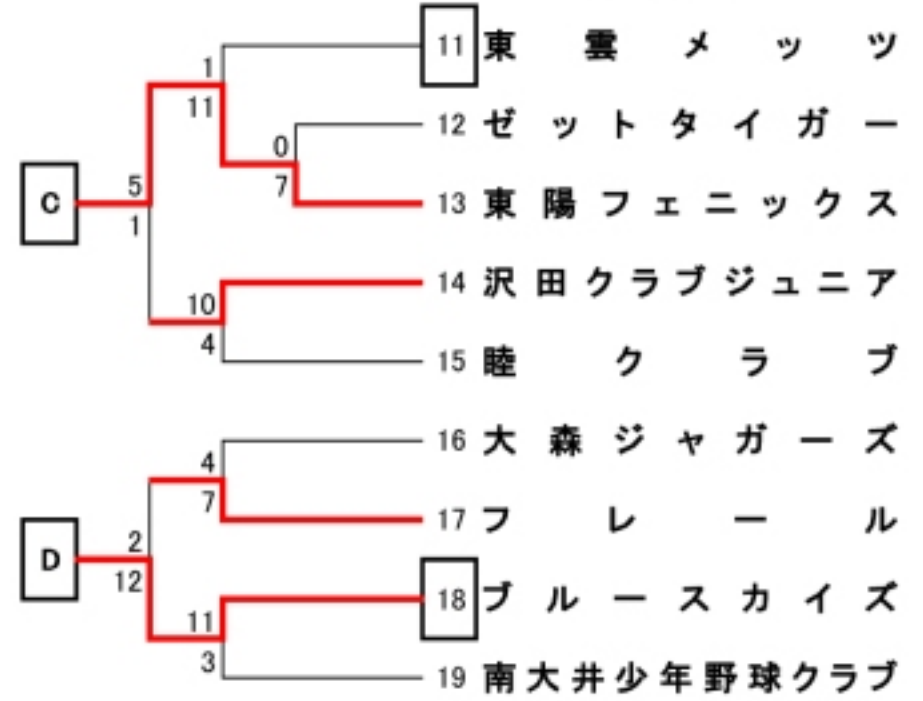 11 東雲メッツ
1
11
12 ゼットタイガー
0
7
13 東陽フェニックス
C
5
1
14 沢田クラブジュニア
10
4
15 睦クラブ
16 大森ジャガーズ
4
7
17 フレール
D
2
12
18 ブルースカイズ
11
3
19 南大井少年野球クラブ